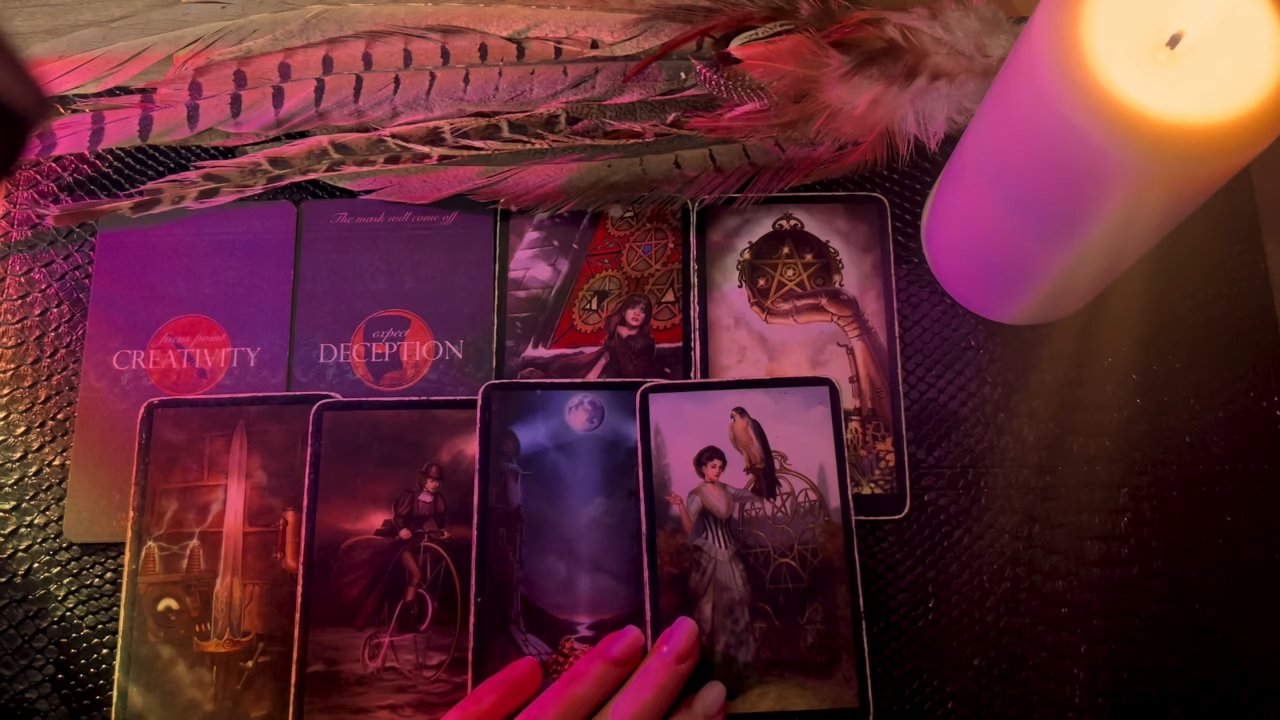 focus point
CREATIVITY
The mask will come off
expect
DECEPTION